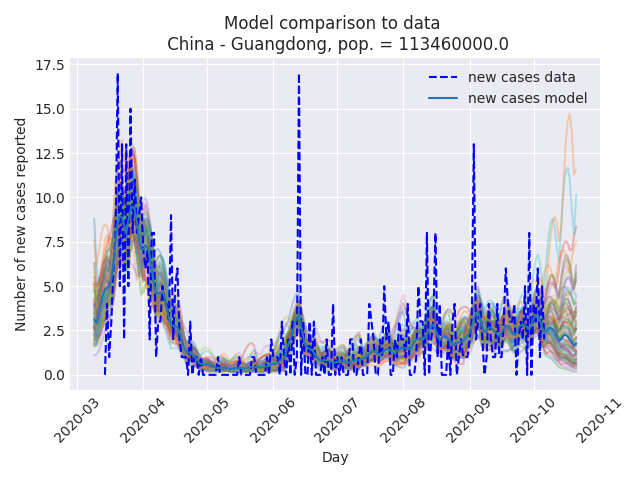 Model comparison to data
China - Guangdong, pop. = 113460000.0
new cases data
new cases model
Number of new cases reported
17.5
15.0
12.5
10.0
7.5
5.0
2.5
0.0
2020-03
2020-04
2020-05
2020-06
2020-07
2020-08
2020-09
2020-10
2020-11
Day